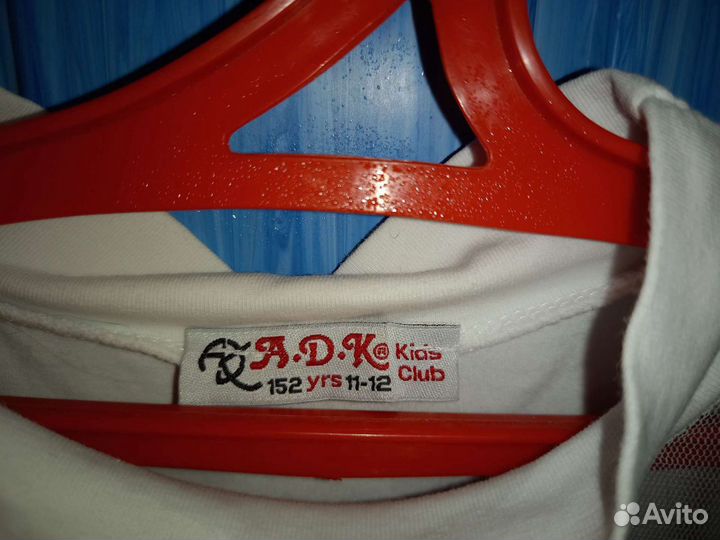 A.D.K® Kids
152 yrs 11-12 Club
Avito